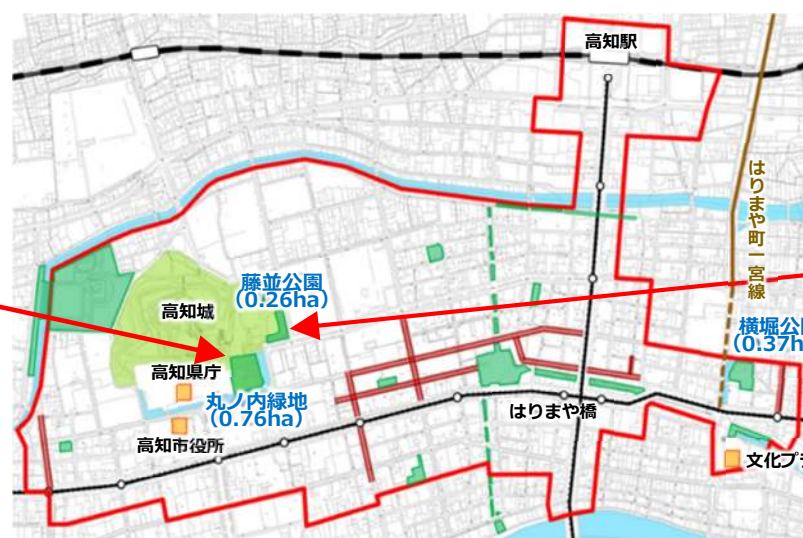 高知駅
はりまや町一宮線
藤並公園
（0.26ha）
高知城
横堀公
（0.37h
高知県庁
丸ノ内緑地
（0.76ha）
はりまや橋
高知市役所
文化プラ